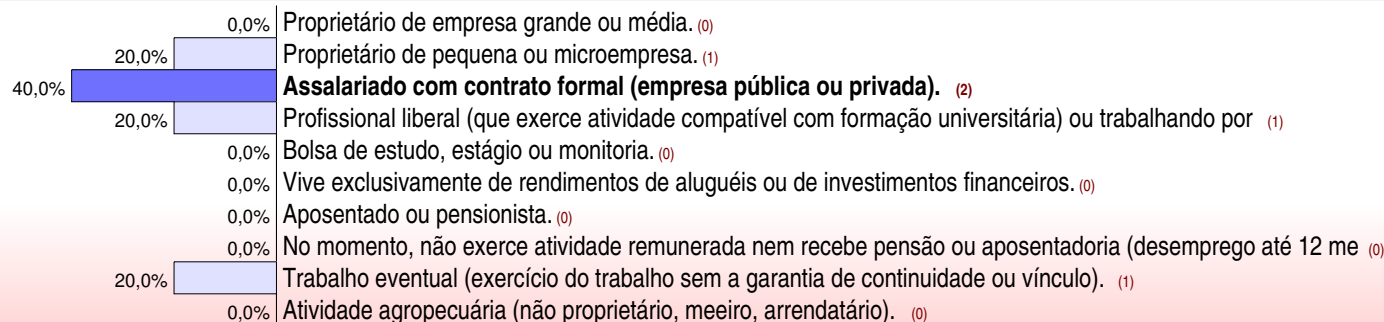 0,0% Proprietário de empresa grande ou média. (0)
20,0% Proprietário de pequena ou microempresa. (1)
40,0% Assalariado com contrato formal (empresa pública ou privada). (2)
20,0% Profissional liberal (que exerce atividade compatível com formação universitária) ou trabalhando por (1)
0,0% Bolsa de estudo, estágio ou monitoria. (0)
0,0% Vive exclusivamente de rendimentos de aluguéis ou de investimentos financeiros. (0)
0,0% Aposentado ou pensionista. (0)
0,0% No momento, não exerce atividade remunerada nem recebe pensão ou aposentadoria (desemprego até 12 me (0)
20,0% Trabalho eventual (exercício do trabalho sem a garantia de continuidade ou vínculo). (1)
0,0% Atividade agropecuária (não proprietário, meeiro, arrendatário). (0)